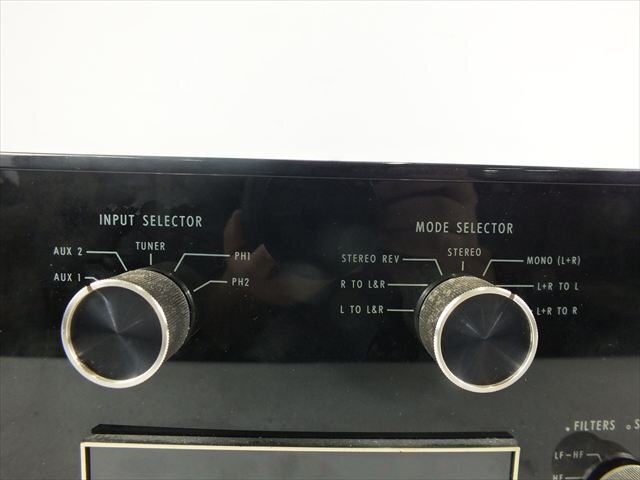 INPUT SELECTOR
AUX 1
AUX 2
TUNER
PH1
PH2
MODE SELECTOR
L TO L&R
R TO L&R
STEREO REV
STEREO
MONO (L+R)
L+R TO L
L+R TO R
FILTERS
LF-HF
HF